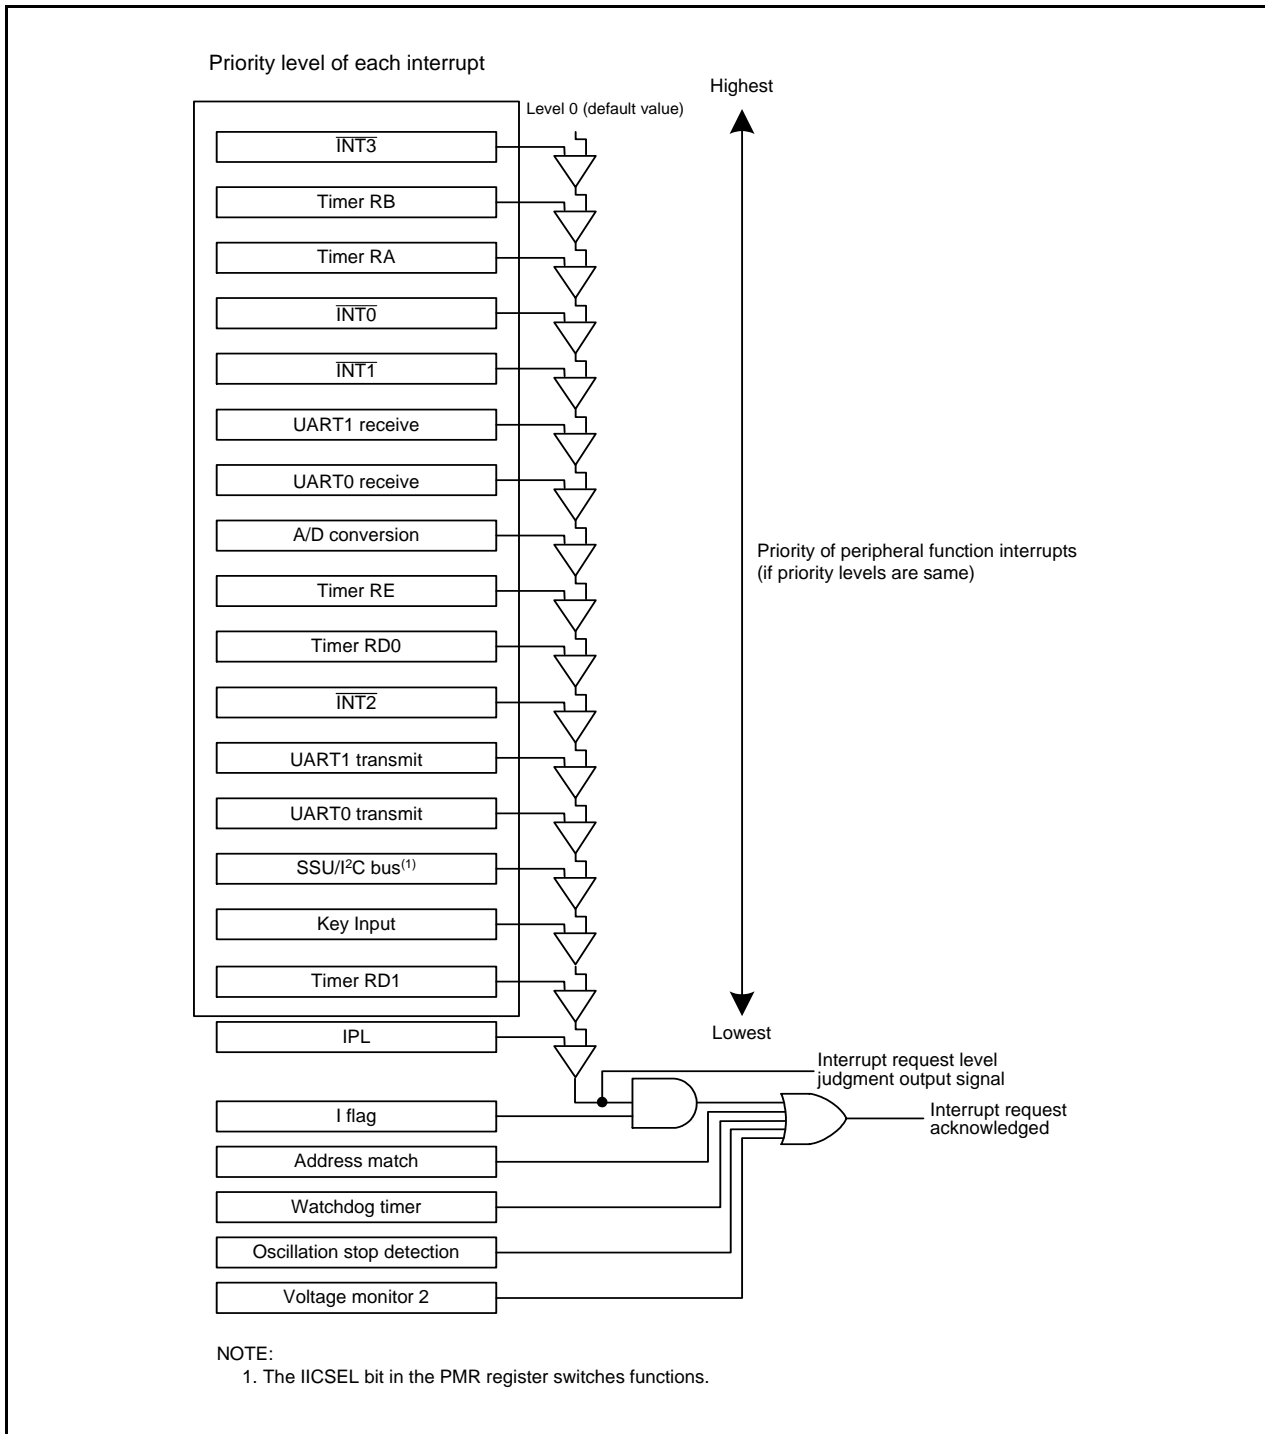 Priority level of each interrupt
Highest
Level 0 (default value)
INT3
Timer RB
Timer RA
INT0
INT1
UART1 receive
UART0 receive
A/D conversion
Priority of peripheral function interrupts
(if priority levels are same)
Timer RE
Timer RD0
INT2
UART1 transmit
UART0 transmit
SSU/I²C bus(1)
Key Input
Timer RD1
Lowest
IPL
Interrupt request level
judgment output signal
I flag
Interrupt request
acknowledged
Address match
Watchdog timer
Oscillation stop detection
Voltage monitor 2
NOTE:
1. The IICSEL bit in the PMR register switches functions.